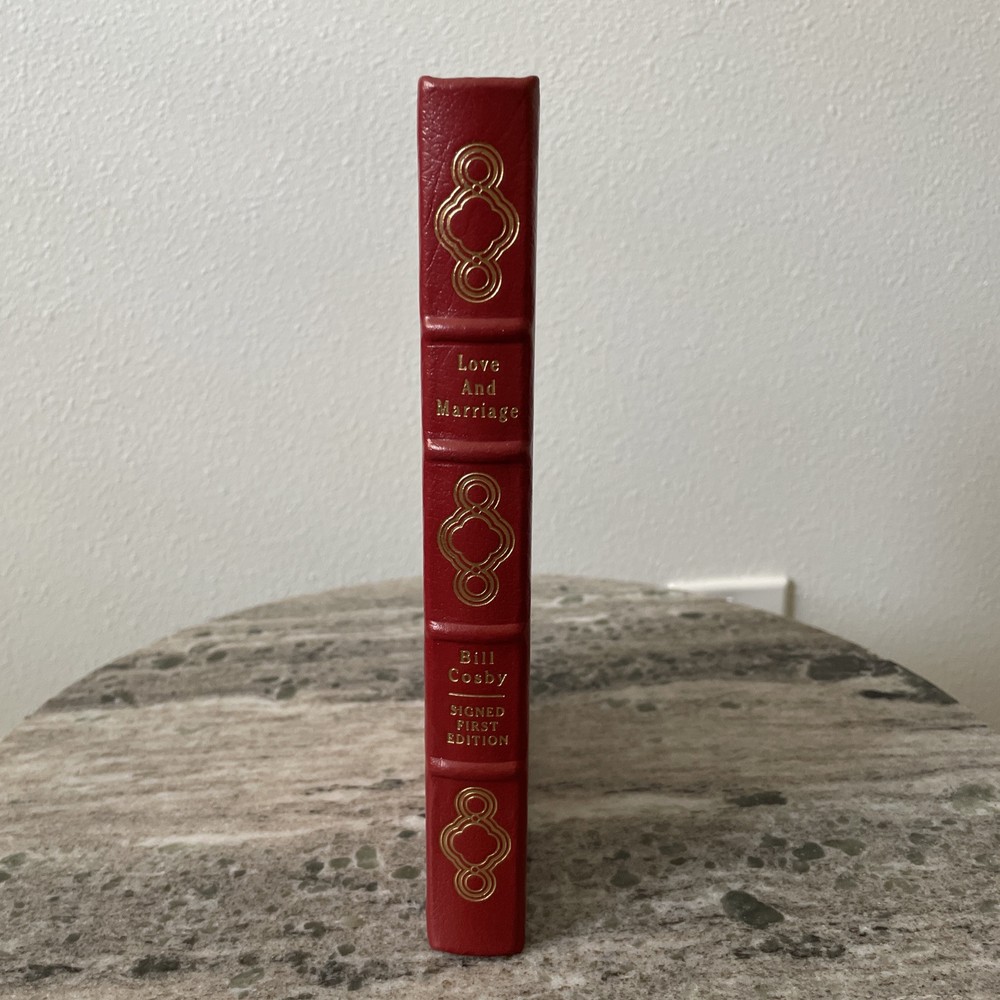 Love
And
Marriage
Bill
Cosby
SIGNED
FIRST
EDITION